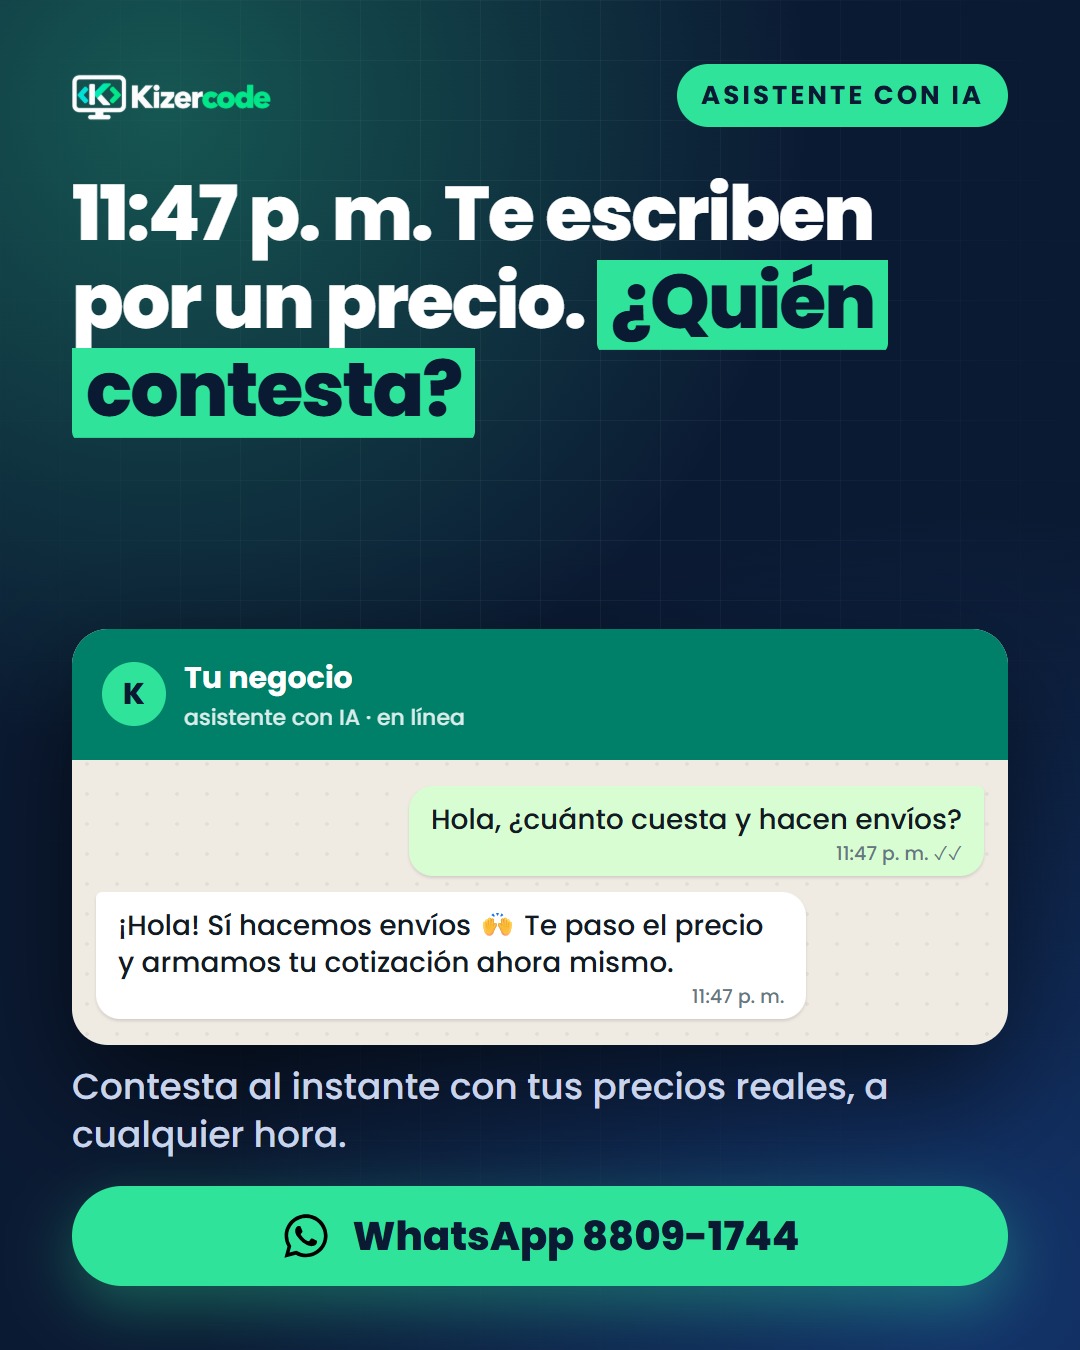 Kizercode
ASISTENTE CON IA
11:47 p. m. Te escriben
por un precio. ¿Quién
contesta?
K
Tu negocio
asistente con IA · en línea
Hola, ¿cuánto cuesta y hacen envíos?
11:47 p. m. ✓✓
¡Hola! Sí hacemos envíos 🙌 Te paso el precio
y armamos tu cotización ahora mismo.
11:47 p. m.
Contesta al instante con tus precios reales, a
cualquier hora.
WhatsApp 8809-1744